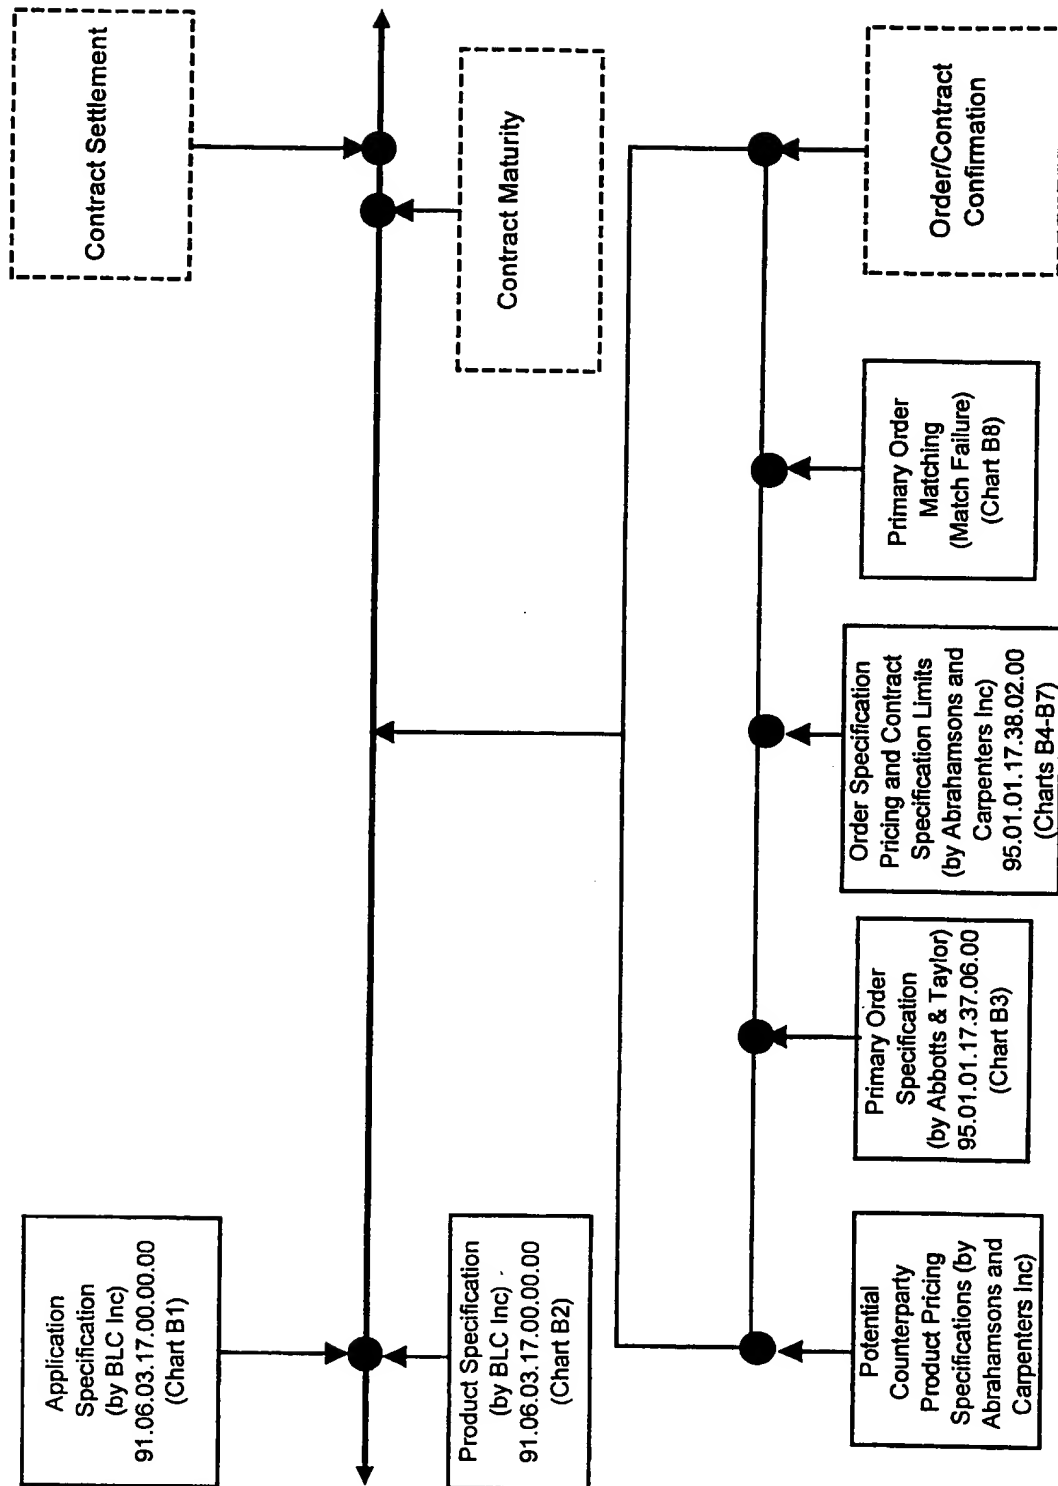 Application
Specification
(by BLC Inc)
91.06.03.17.00.00.00
(Chart B1)
Contract Settlement
Product Specification
(by BLC Inc)
91.06.03.17.00.00.00
(Chart B2)
Contract Maturity
Potential
Counterparty
Product Pricing
Specifications (by
Abrahamsons and
Carpenters Inc)
Primary Order
Specification
(by Abbotts & Taylor)
95.01.01.17.37.06.00
(Chart B3)
Order Specification
Pricing and Contract
Specification Limits
(by Abrahamsons and
Carpenters Inc)
95.01.01.17.38.02.00
(Charts B4-B7)
Primary Order
Matching
(Match Failure)
(Chart B8)
Order/Contract
Confirmation